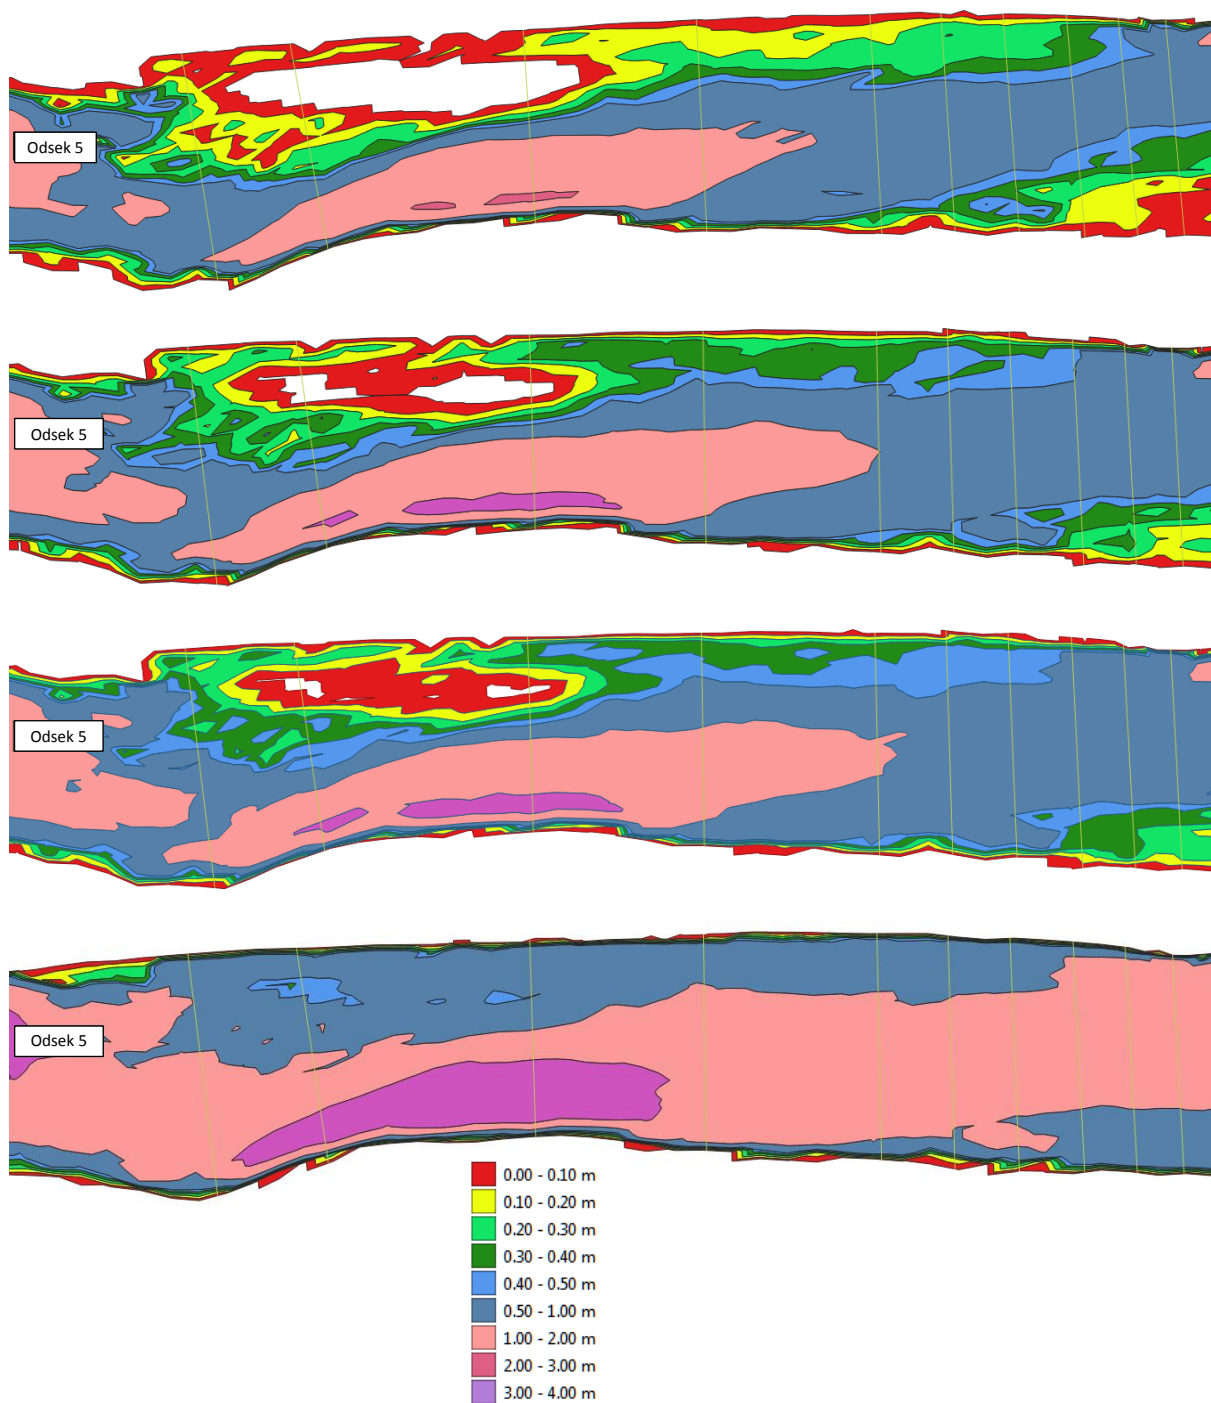 Odsek 5
Odsek 5
Odsek 5
Odsek 5
0.00 - 0.10 m
0.10 - 0.20 m
0.20 - 0.30 m
0.30 - 0.40 m
0.40 - 0.50 m
0.50 - 1.00 m
1.00 - 2.00 m
2.00 - 3.00 m
3.00 - 4.00 m